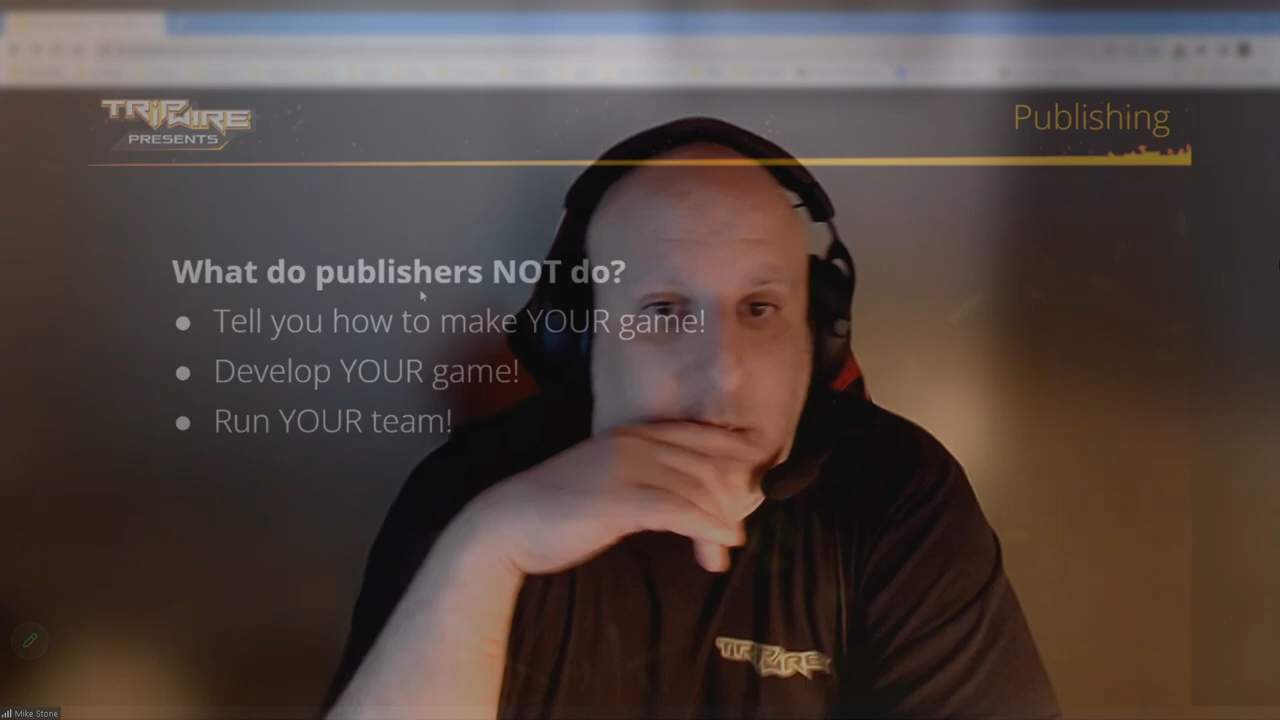 TRIPWIRE
PRESENTS
Publishing
What do publishers NOT do?
● Tell you how to make YOUR game!
● Develop YOUR game!
● Run YOUR team!
TRIPWIRE
Mike Stone